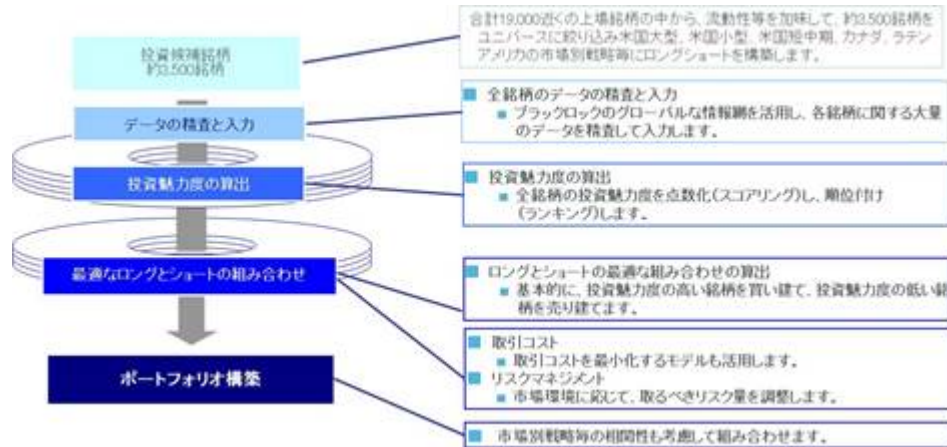 投資候補銘柄
約3,500銘柄
データの精査と入力
投資魅力度の算出
最適なロングとショートの組み合わせ
ポートフォリオ構築
合計19,000近くの上場銘柄の中から、流動性等を加味して、約3,500銘柄を
ユニバースに絞り込み米国大型、米国小型、米国短中期、カナダ、ラテン
アメリカの市場別戦略毎にロングショートを構築します。
■ 全銘柄のデータの精査と入力
■ ブラックロックのグローバルな情報網を活用し、各銘柄に関する大量
のデータを精査して入力します。
■ 投資魅力度の算出
■ 全銘柄の投資魅力度を点数化(スコアリング)し、順位付け
(ランキング)します。
■ ロングとショートの最適な組み合わせの算出
■ 基本的に、投資魅力度の高い銘柄を買い建て、投資魅力度の低い銘
柄を売り建てます。
■ 取引コスト
■ 取引コストを最小化するモデルも活用します。
■ リスクマネジメント
■ 市場環境に応じて、取るべきリスク量を調整します。
■ 市場別戦略毎の相関性も考慮して組み合わせます。